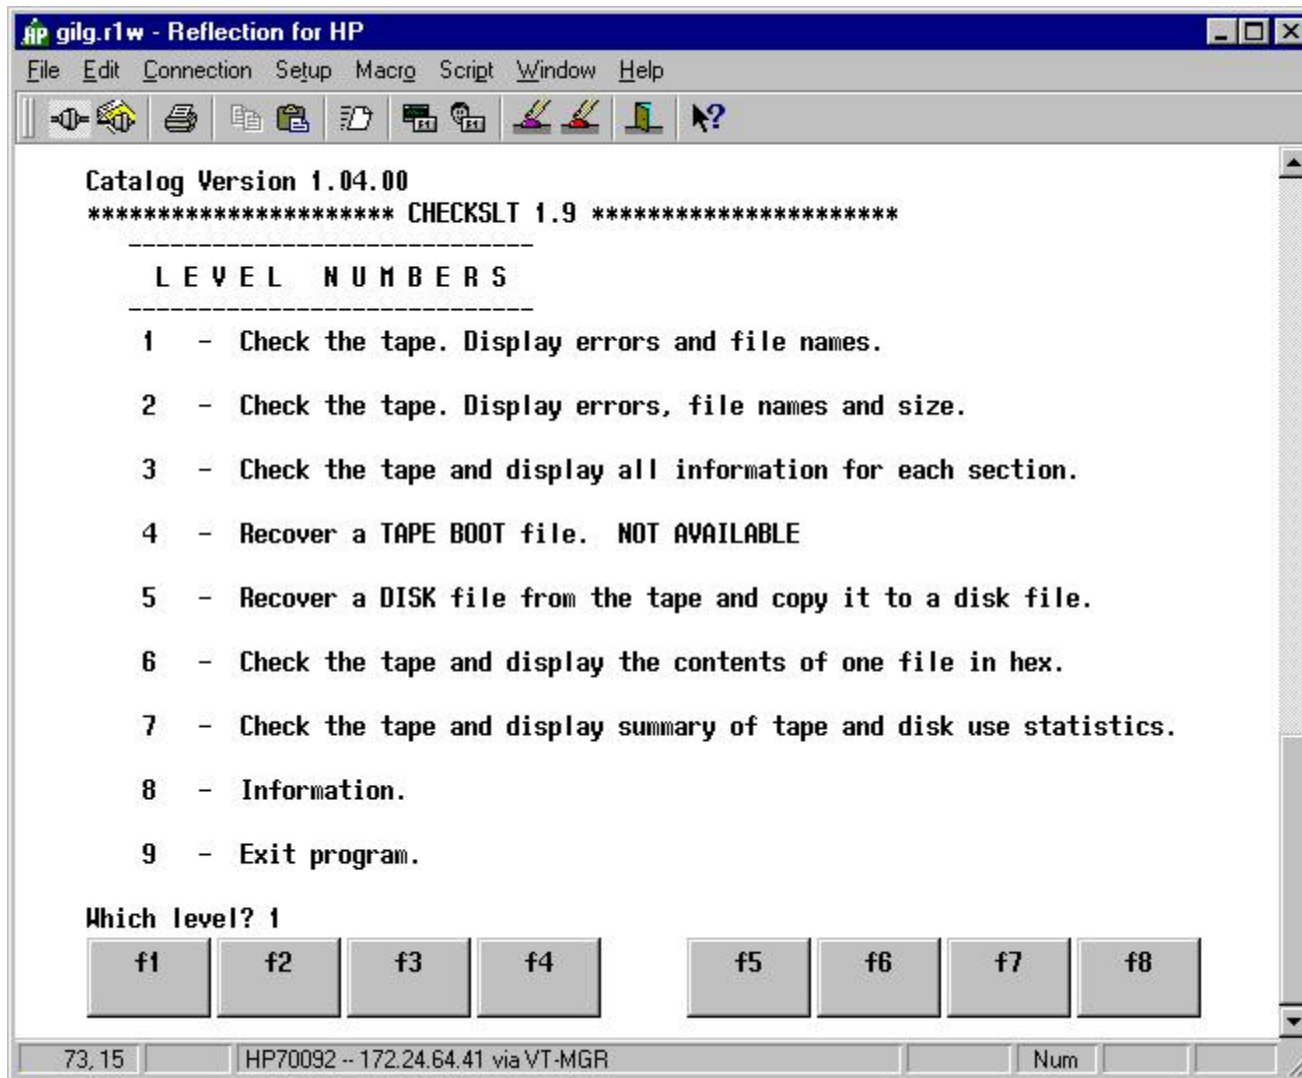 gilg.r1w - Reflection for HP
File Edit Connection Setup Macro Script Window Help
Catalog Version 1.04.00
********************** CHECKSLT 1.9 **********************
-----------------------------
L E V E L   N U M B E R S
-----------------------------
1 - Check the tape. Display errors and file names.
2 - Check the tape. Display errors, file names and size.
3 - Check the tape and display all information for each section.
4 - Recover a TAPE BOOT file.  NOT AVAILABLE
5 - Recover a DISK file from the tape and copy it to a disk file.
6 - Check the tape and display the contents of one file in hex.
7 - Check the tape and display summary of tape and disk use statistics.
8 - Information.
9 - Exit program.
Which level? 1
f1 f2 f3 f4 f5 f6 f7 f8
73, 15 HP70092 -- 172.24.64.41 via VT-MGR Num